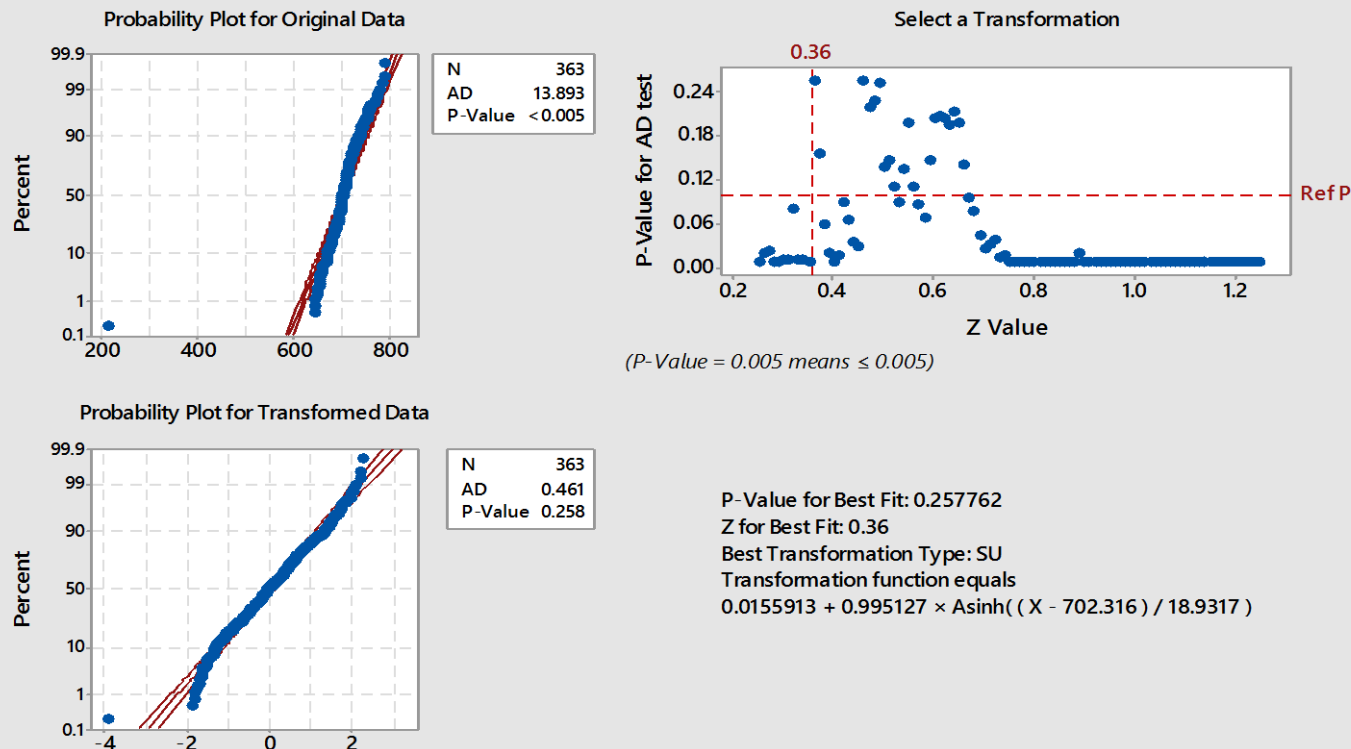 Probability Plot for Original Data
99.9
99
90
50
10
1
0.1
Percent
200 400 600 800
N 363
AD 13.893
P-Value <0.005
Select a Transformation
0.36
0.24
0.18
0.12
0.06
0.00
P-Value for AD test
Ref P
0.2 0.4 0.6 0.8 1.0 1.2
Z Value
(P-Value = 0.005 means ≤ 0.005)
Probability Plot for Transformed Data
99.9
99
90
50
10
1
0.1
Percent
-4 -2 0 2
N 363
AD 0.461
P-Value 0.258
P-Value for Best Fit: 0.257762
Z for Best Fit: 0.36
Best Transformation Type: SU
Transformation function equals
0.0155913 + 0.995127 × Asinh( ( X - 702.316 ) / 18.9317 )